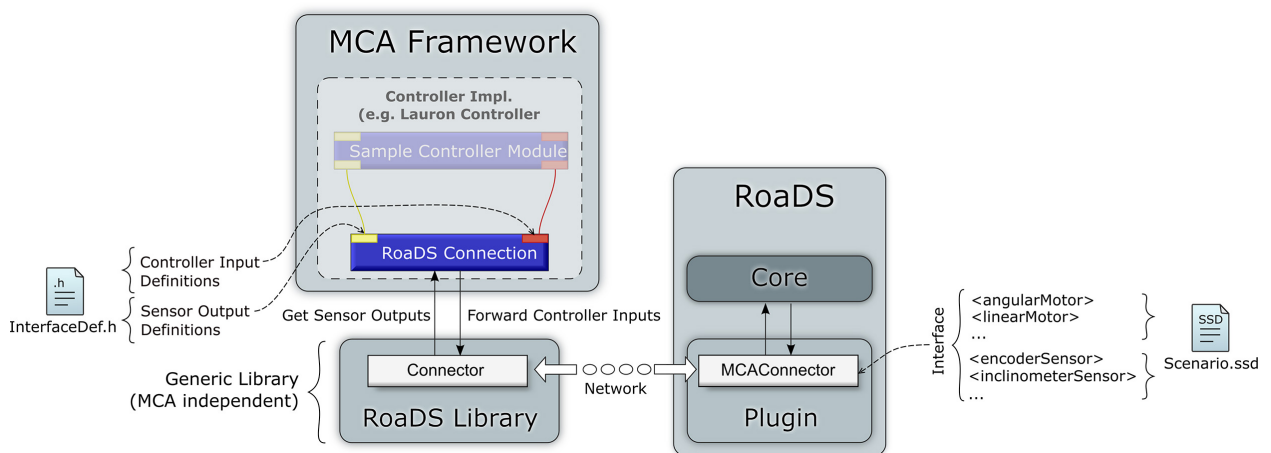 MCA Framework
Controller Impl.
(e.g. Lauron Controller
Sample Controller Module
RoaDS Connection
.h
InterfaceDef.h
Controller Input
Definitions
Sensor Output
Definitions
Get Sensor Outputs
Forward Controller Inputs
Generic Library
(MCA independent)
Connector
RoaDS Library
Network
RoaDS
Core
MCAConnector
Plugin
Interface
<angularMotor>
<linearMotor>
...
<encoderSensor>
<inclinometerSensor>
...
SSD
Scenario.ssd